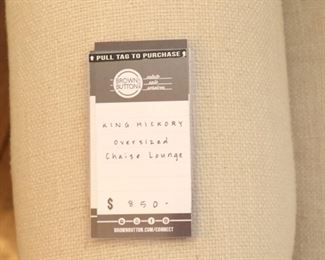 PULL TAG TO PURCHASE
BROWN
BUTTON
KING HICKORY
Oversized
Chaise Lounge
$ 850-
BROWNBUTTON.COM/CONNECT